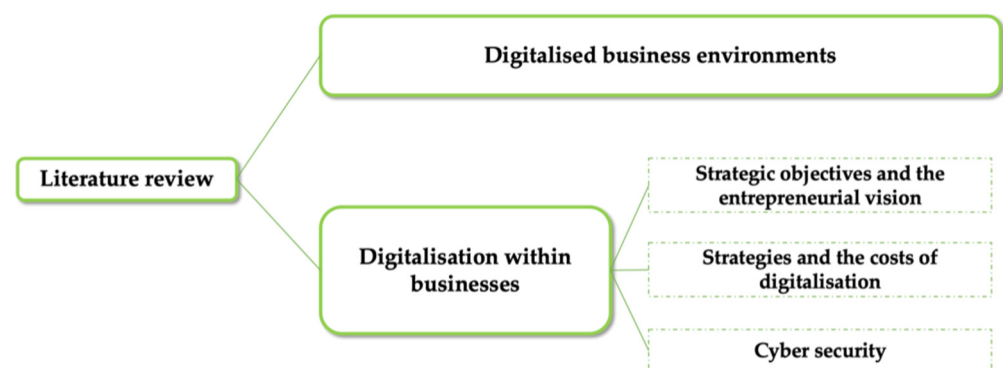 Digitalised business environments
Literature review
Strategic objectives and the
entrepreneurial vision
Digitalisation within
businesses
Strategies and the costs of
digitalisation
Cyber security